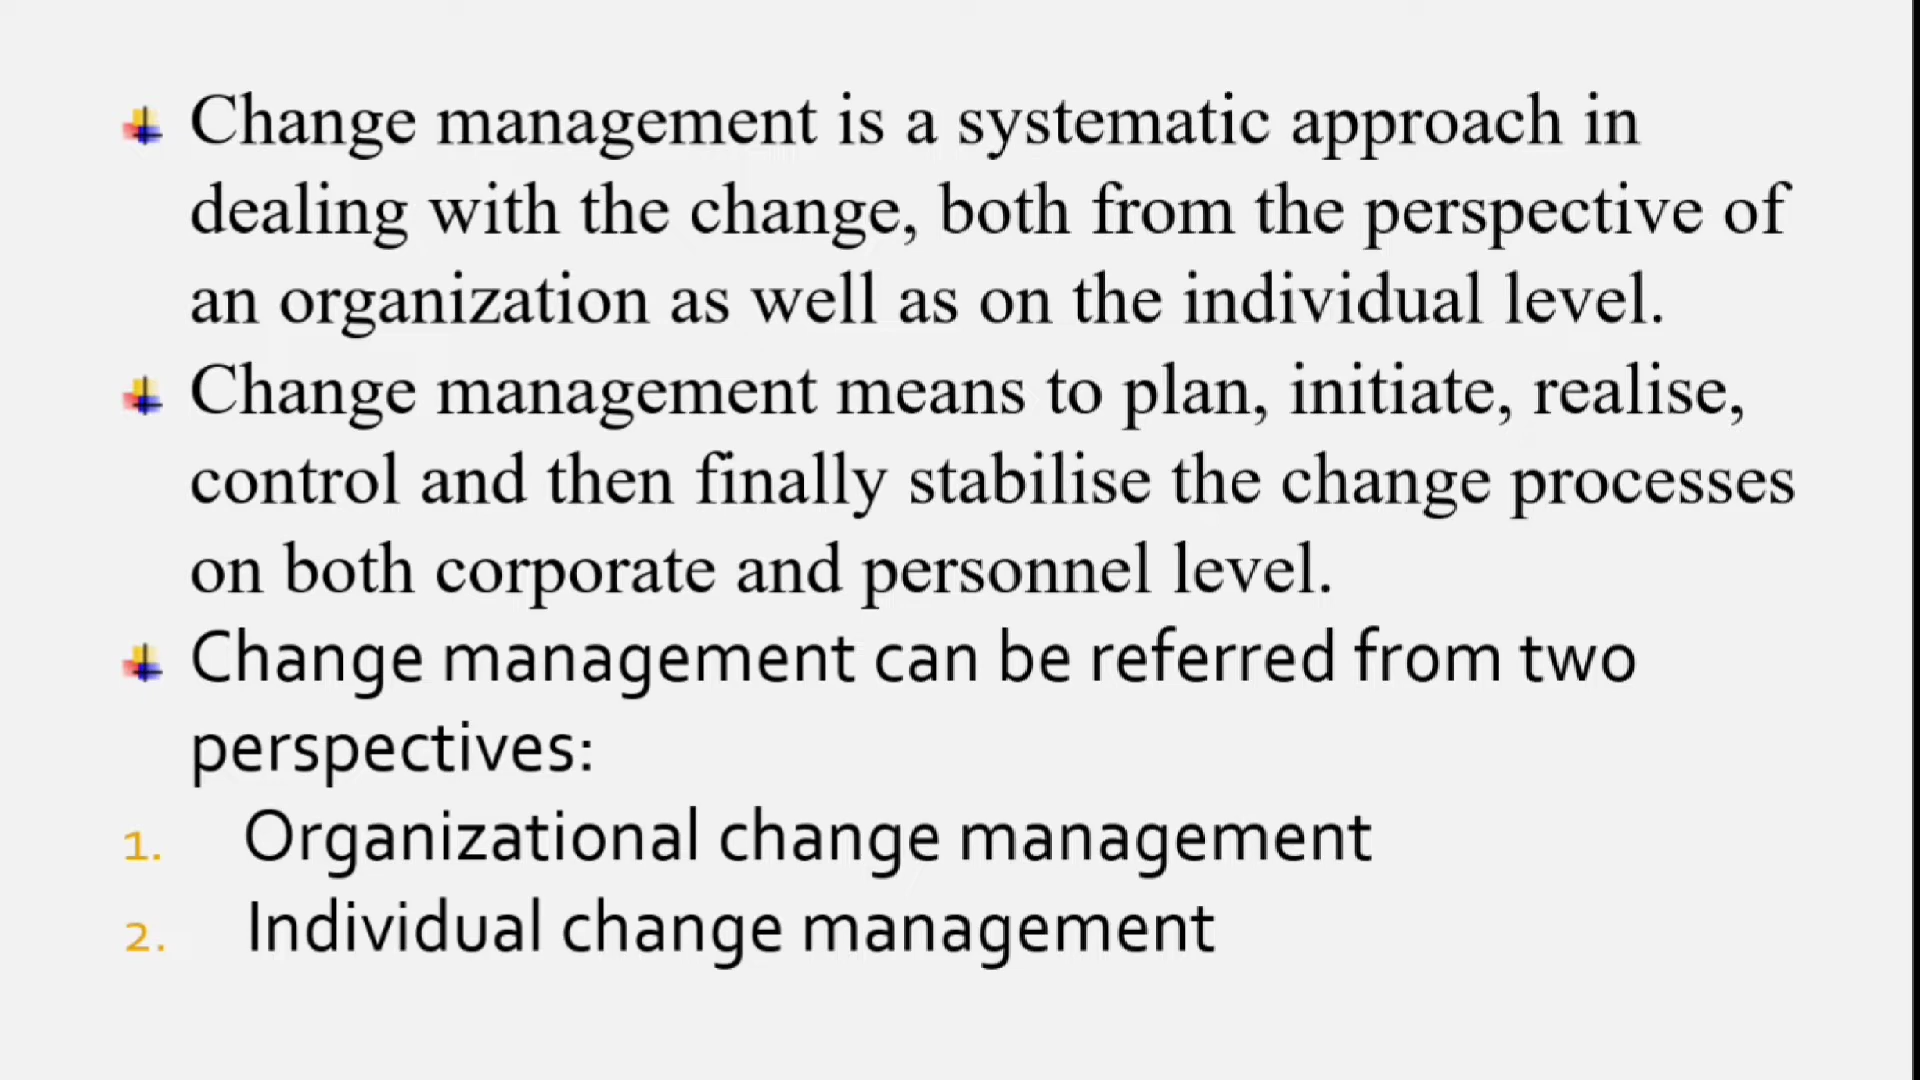 Change management is a systematic approach in
dealing with the change, both from the perspective of
an organization as well as on the individual level.
Change management means to plan, initiate, realise,
control and then finally stabilise the change processes
on both corporate and personnel level.
Change management can be referred from two
perspectives:
1. Organizational change management
2. Individual change management